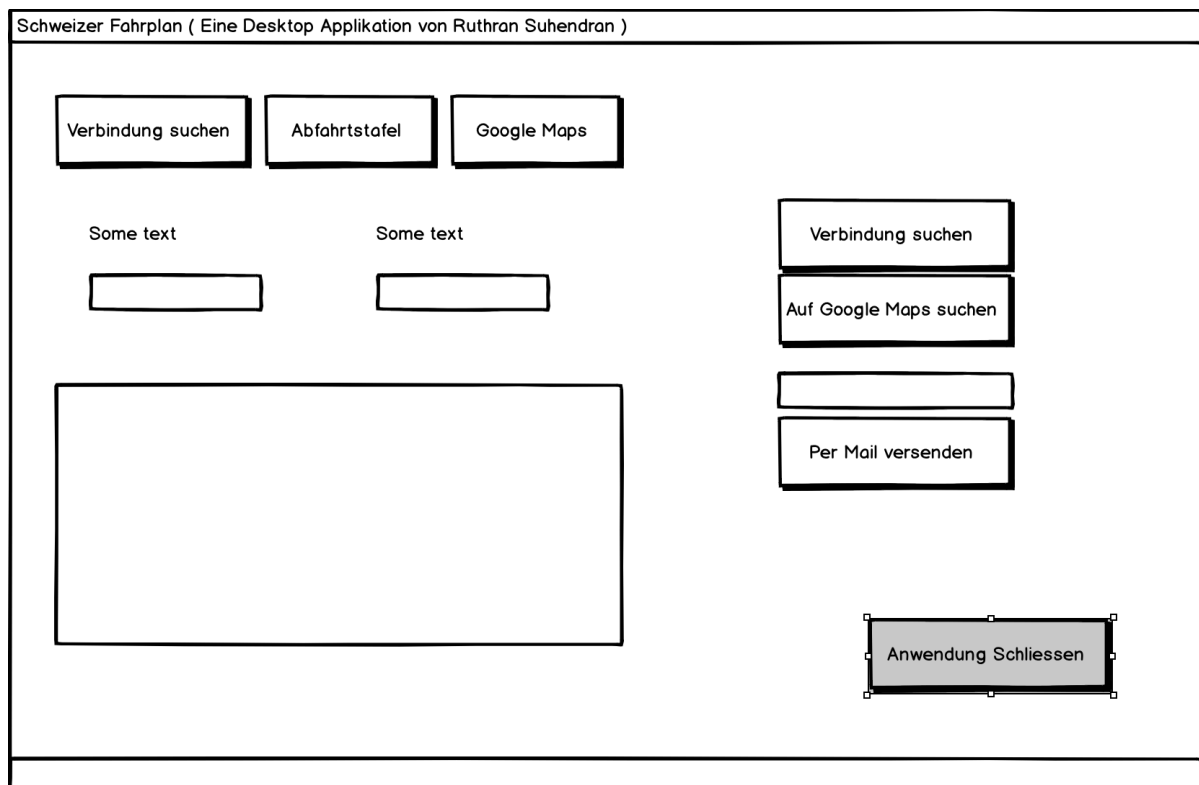 Schweizer Fahrplan ( Eine Desktop Applikation von Ruthran Suhendran )
Verbindung suchen
Abfahrtstafel
Google Maps
Some text
Some text
Verbindung suchen
Auf Google Maps suchen
Per Mail versenden
Anwendung Schliessen